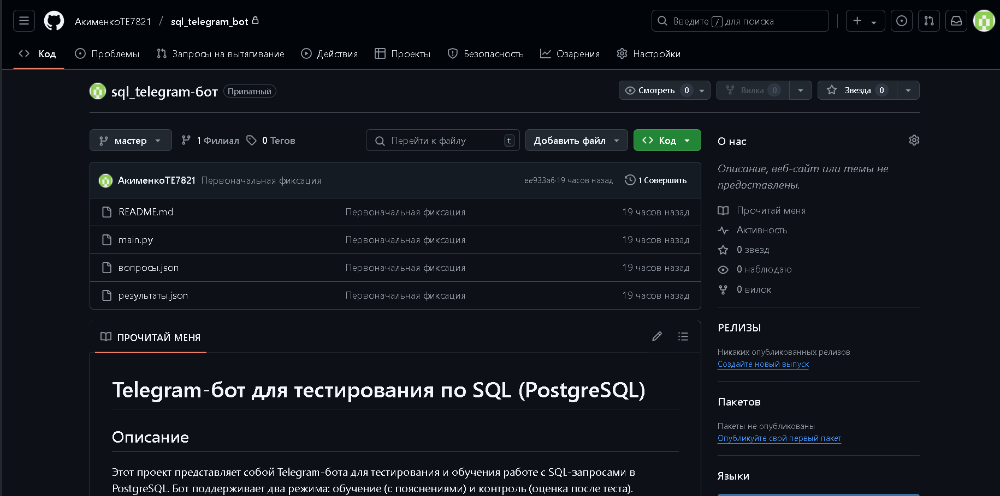 АкименкоТЕ7821 / sql_telegram_bot
Введите / для поиска
Код Проблемы Запросы на вытягивание Действия Проекты Безопасность Озарения Настройки
sql_telegram-бот Приватный
Смотреть 0 Вилка 0 Звезда 0
мастер 1 Филиал 0 Тегов
Перейти к файлу t Добавить файл Код
АкименкоТЕ7821 Первоначальная фиксация ee933a6·19 часов назад 1 Совершить
README.md Первоначальная фиксация 19 часов назад
main.py Первоначальная фиксация 19 часов назад
вопросы.json Первоначальная фиксация 19 часов назад
результаты.json Первоначальная фиксация 19 часов назад
ПРОЧИТАЙ МЕНЯ
Telegram-бот для тестирования по SQL (PostgreSQL)
Описание
Этот проект представляет собой Telegram-бота для тестирования и обучения работе с SQL-запросами в
PostgreSQL. Бот поддерживает два режима: обучение (с пояснениями) и контроль (оценка после теста).
О нас
Описание, веб-сайт или темы не
предоставлены.
Прочитай меня
Активность
0 звезд
0 наблюдаю
0 вилок
РЕЛИЗЫ
Никаких опубликованных релизов
Создайте новый выпуск
Пакетов
Пакеты не опубликованы
Опубликуйте свой первый пакет
Языки